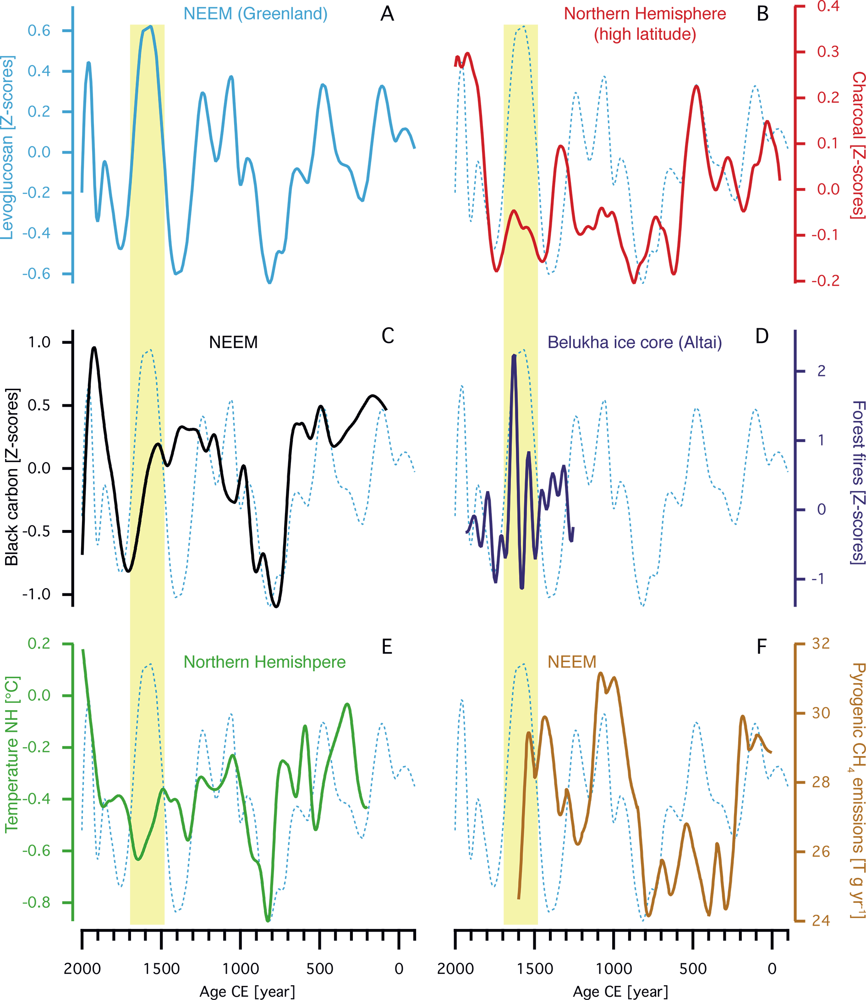 NEEM (Greenland)
A
Levoglucosan [Z-scores]
0.6
0.4
0.2
0.0
-0.2
-0.4
-0.6
Northern Hemisphere
(high latitude)
B
Charcoal [Z-scores]
0.4
0.3
0.2
0.1
0.0
-0.1
-0.2
NEEM
C
Black carbon [Z-scores]
1.0
0.5
0.0
-0.5
-1.0
Belukha ice core (Altai)
D
Forest fires [Z-scores]
2
1
0
-1
Northern Hemishpere
E
Temperature NH [°C]
0.2
0.0
-0.2
-0.4
-0.6
-0.8
NEEM
F
Pyrogenic CH₄ emissions [T g yr⁻¹]
32
30
28
26
24
2000 1500 1000 500 0
Age CE [year]
2000 1500 1000 500 0
Age CE [year]